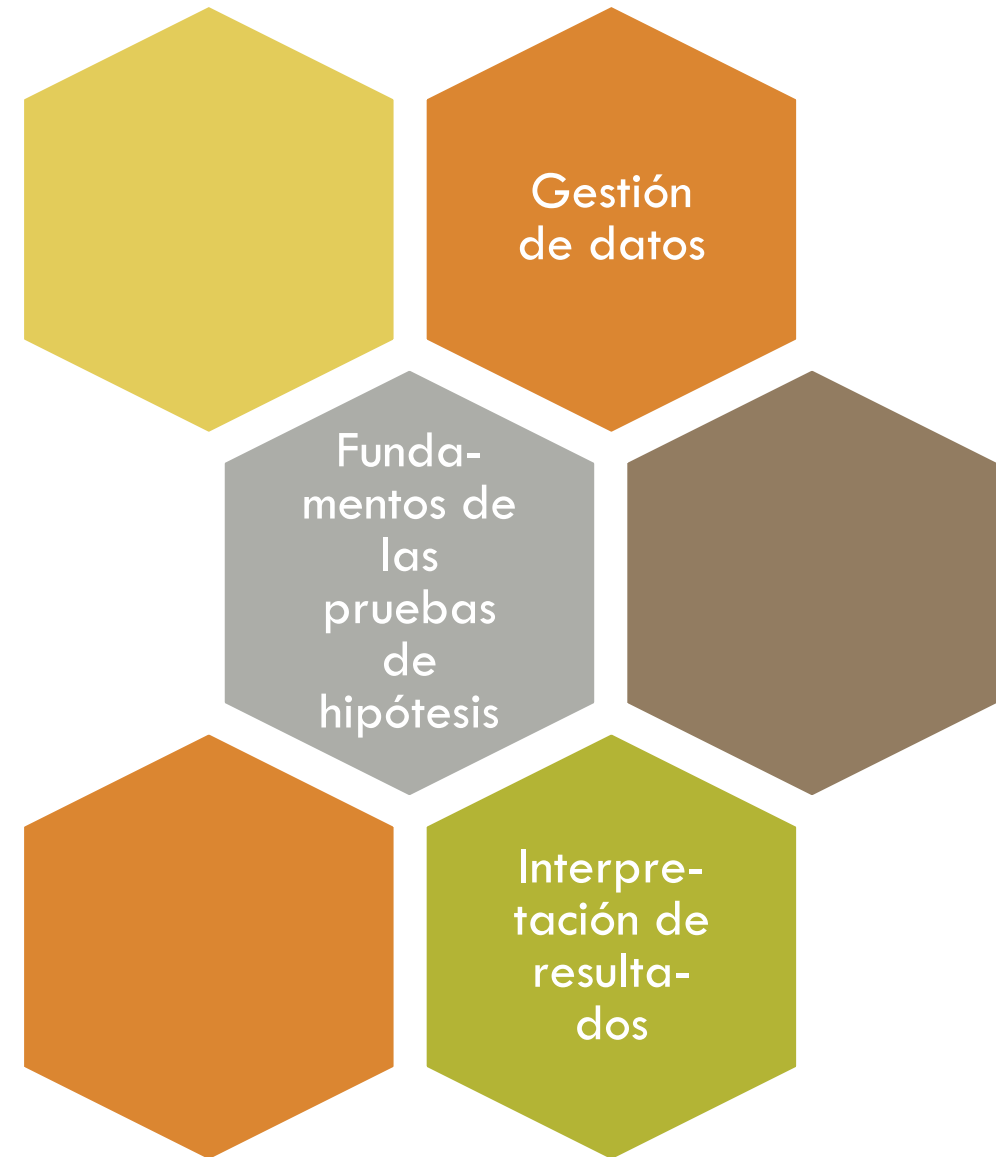 Gestión
de datos
Funda-
mentos de
las
pruebas
de
hipótesis
Interpre-
tación de
resulta-
dos